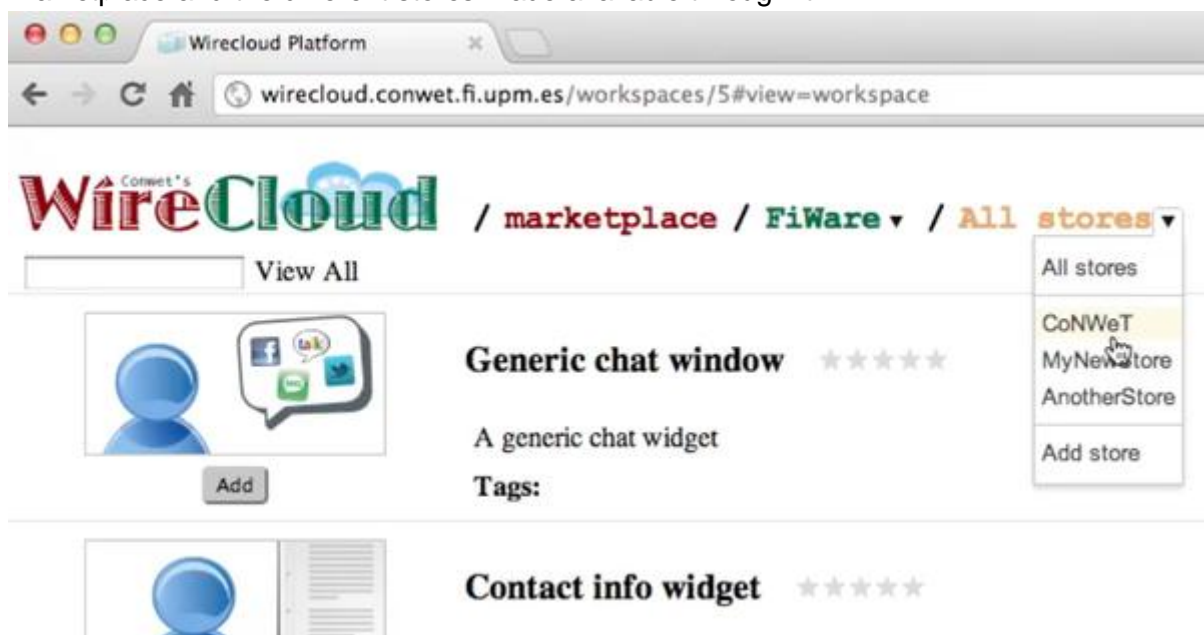 Wirecloud Platform
wirecloud.conwet.fi.upm.es/workspaces/5#view=workspace
Conwet's
WireCloud / marketplace / FiWare ▾ / All stores ▾
View All
All stores
CoNWeT
MyNewStore
AnotherStore
Add store
talk
Generic chat window
A generic chat widget
Add
Tags:
Contact info widget